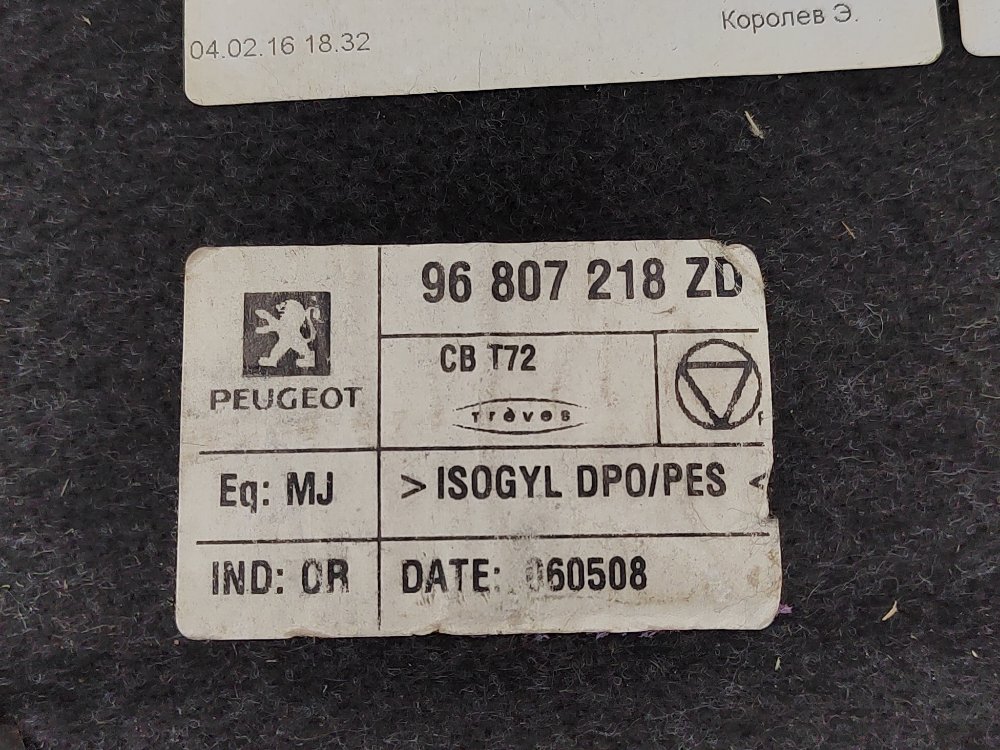 Королев Э.
04.02.16 18.32
96 807 218 ZD
CB T72
PEUGEOT
Trèves
Eq: MJ
>ISOGYL DPO/PES <
IND: OR
DATE: 060508